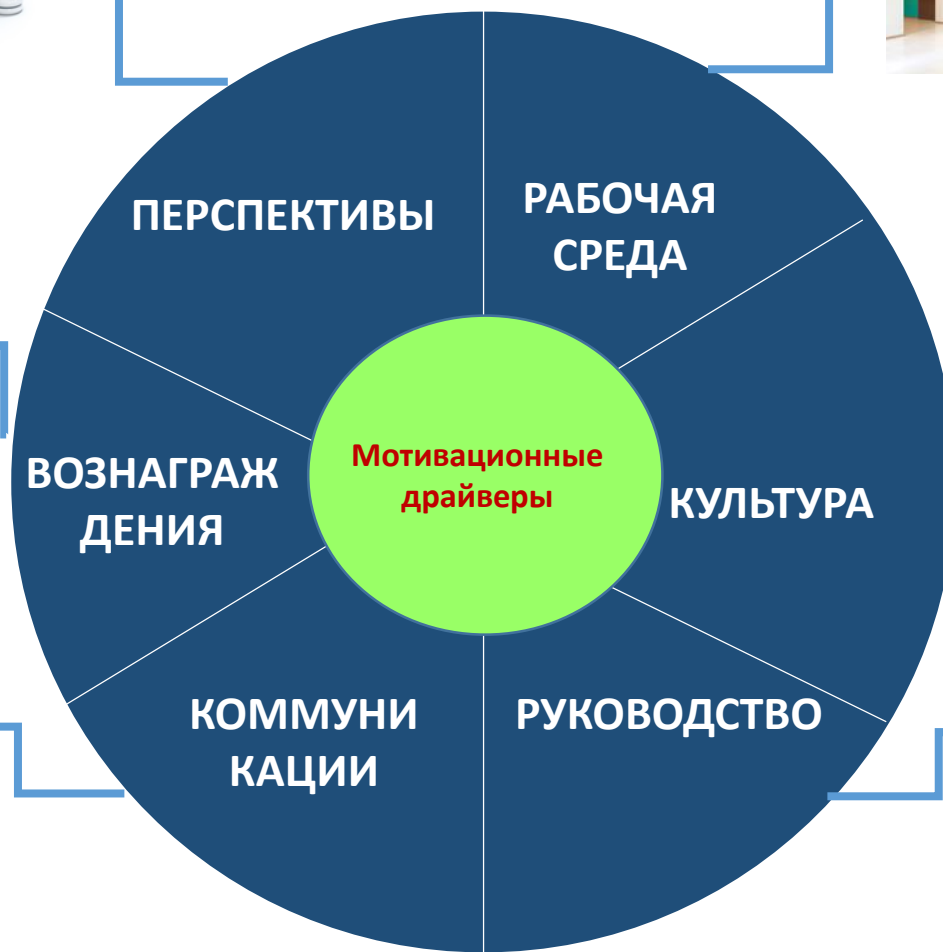 ПЕРСПЕКТИВЫ
РАБОЧАЯ
СРЕДА
ВОЗНАГРАЖ
ДЕНИЯ
Мотивационные
драйверы
КУЛЬТУРА
КОММУНИ
КАЦИИ
РУКОВОДСТВО